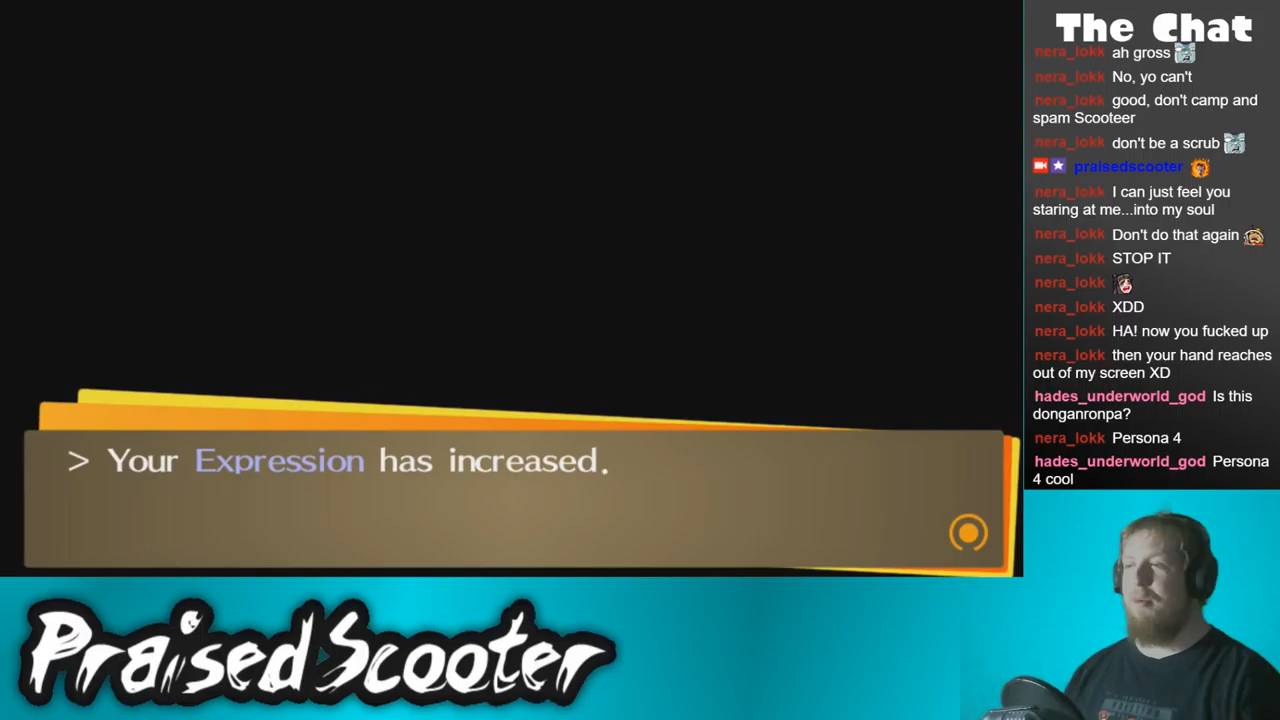 The Chat
nera_lokk ah gross
nera_lokk No, yo can't
nera_lokk good, don't camp and
spam Scooteer
nera_lokk don't be a scrub
praisedscooter
nera_lokk I can just feel you
staring at me...into my soul
nera_lokk Don't do that again
nera_lokk STOP IT
nera_lokk
nera_lokk XDD
nera_lokk HA! now you fucked up
nera_lokk then your hand reaches
out of my screen XD
hades_underworld_god Is this
donganronpa?
nera_lokk Persona 4
hades_underworld_god Persona
4 cool
> Your Expression has increased.
PraisedScooter